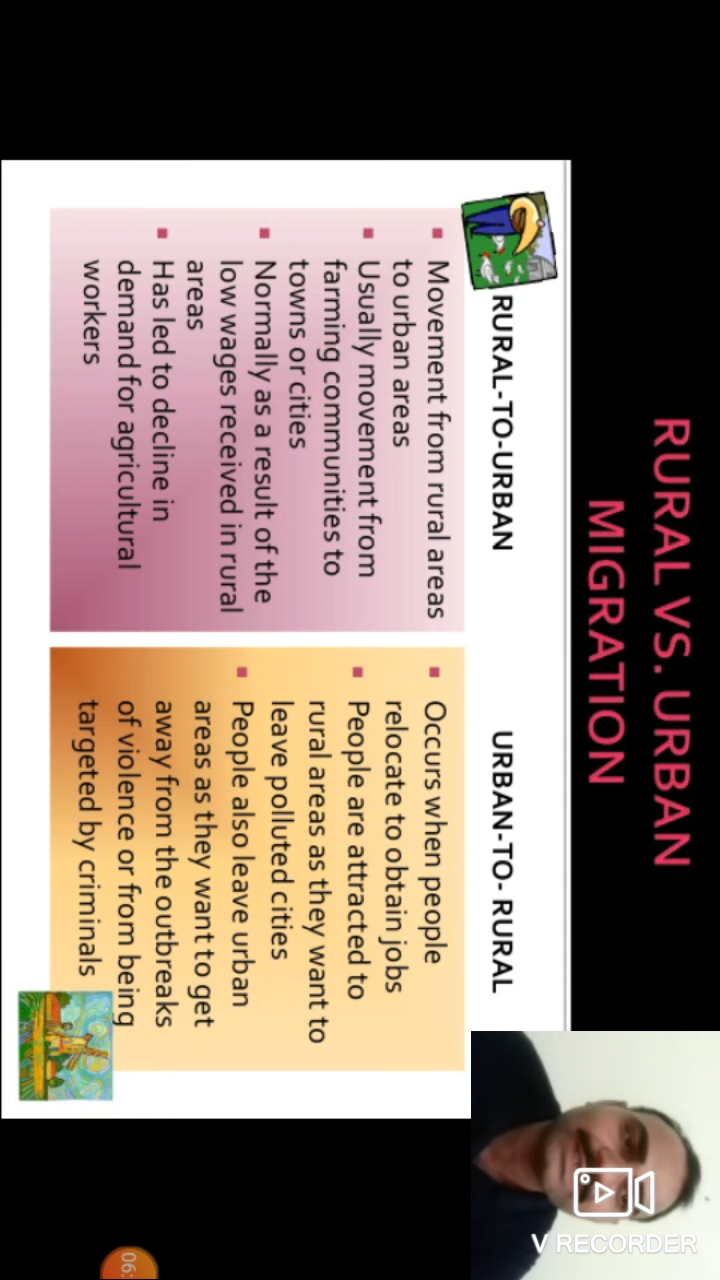 RURAL VS. URBAN
MIGRATION
RURAL-TO-URBAN
Movement from rural areas
to urban areas
Usually movement from
farming communities to
towns or cities
Normally as a result of the
low wages received in rural
areas
Has led to decline in
demand for agricultural
workers
URBAN-TO- RURAL
Occurs when people
relocate to obtain jobs
People are attracted to
rural areas as they want to
leave polluted cities
People also leave urban
areas as they want to get
away from the outbreaks
of violence or from being
targeted by criminals
V RECORDER
06: